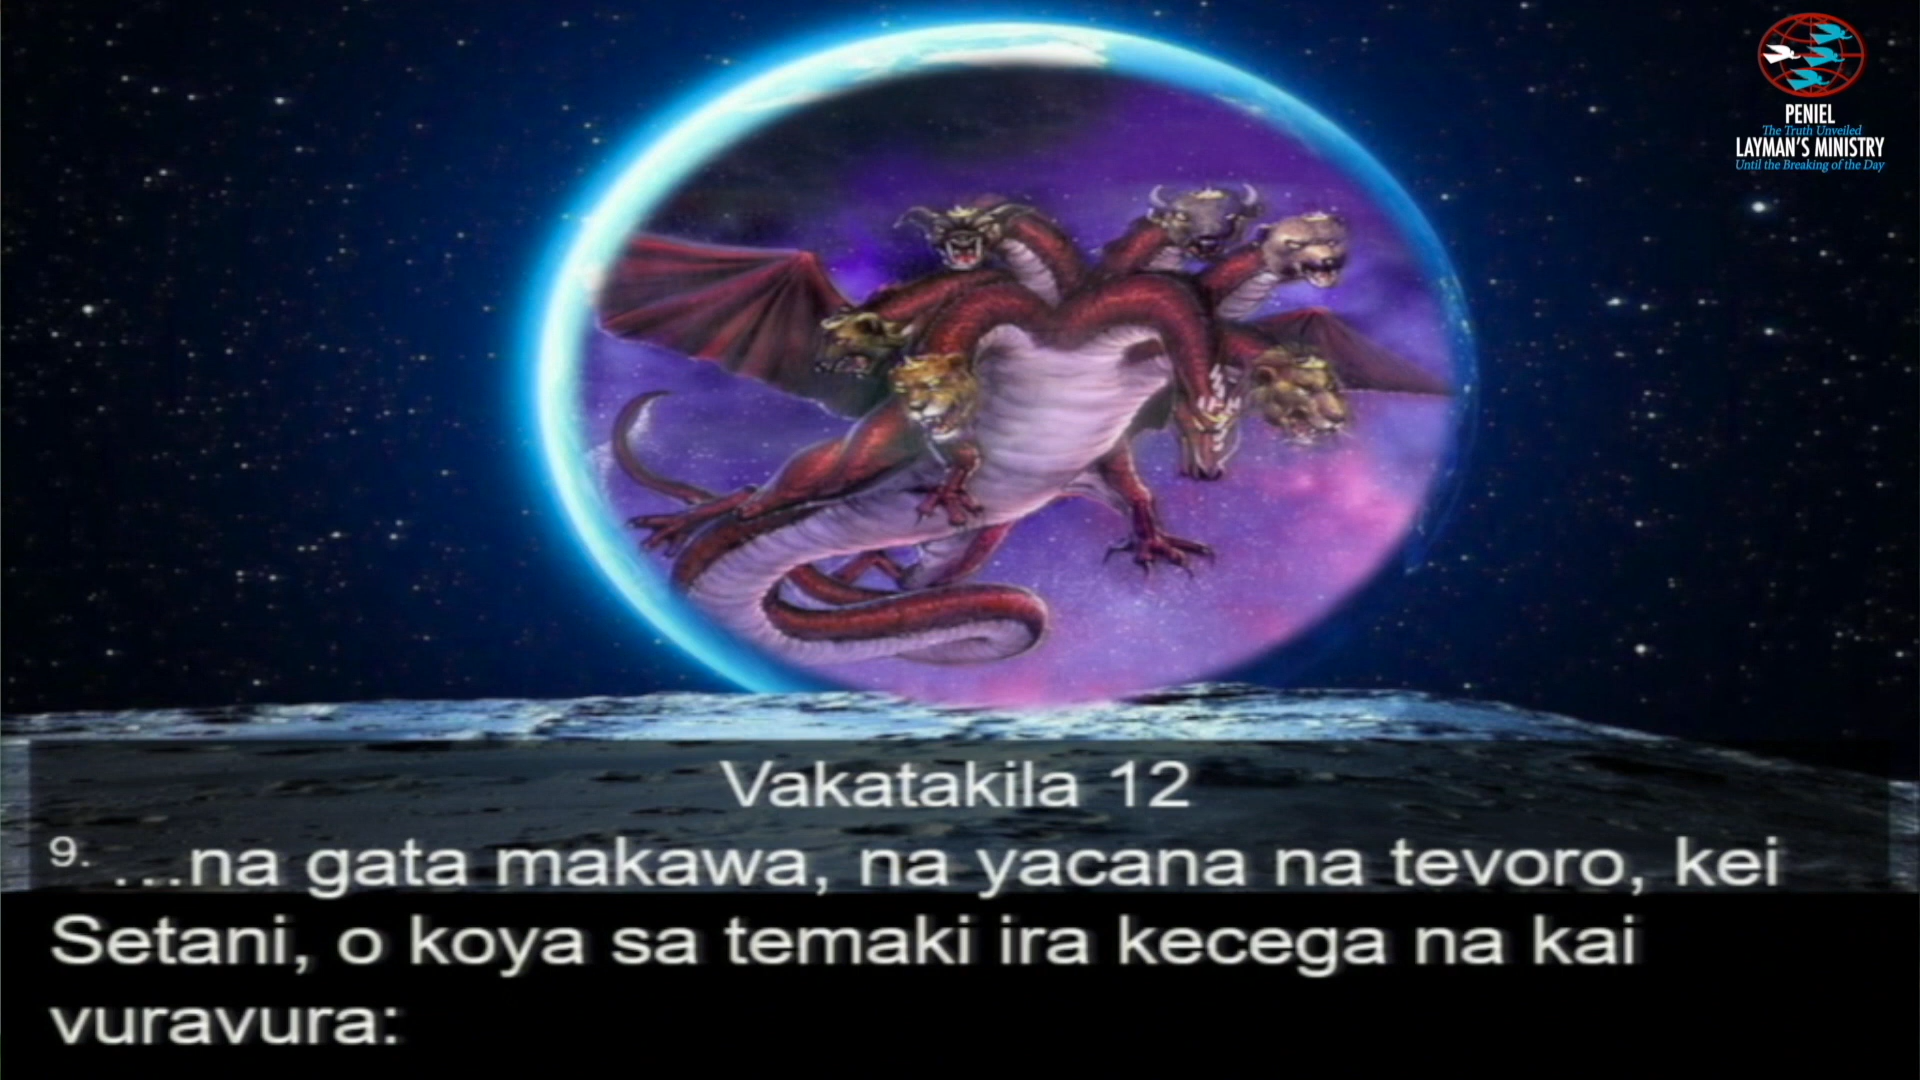 PENIEL
The Truth Unveiled
LAYMAN'S MINISTRY
Until the Breaking of the Day
Vakatakila 12
9. ...na gata makawa, na yacana na tevoro, kei
Setani, o koya sa temaki ira kecega na kai
vuravura: